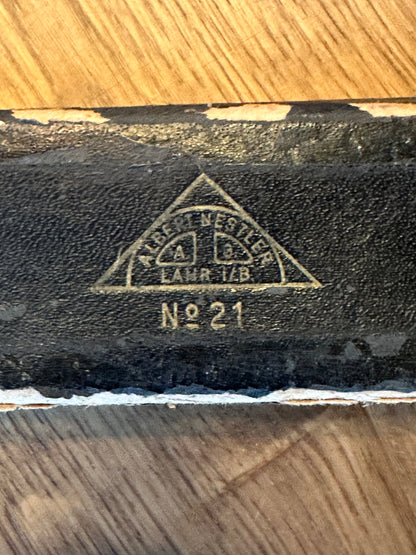 ALBERT NESTLER
A. G.
LAHR i/B.
No 21